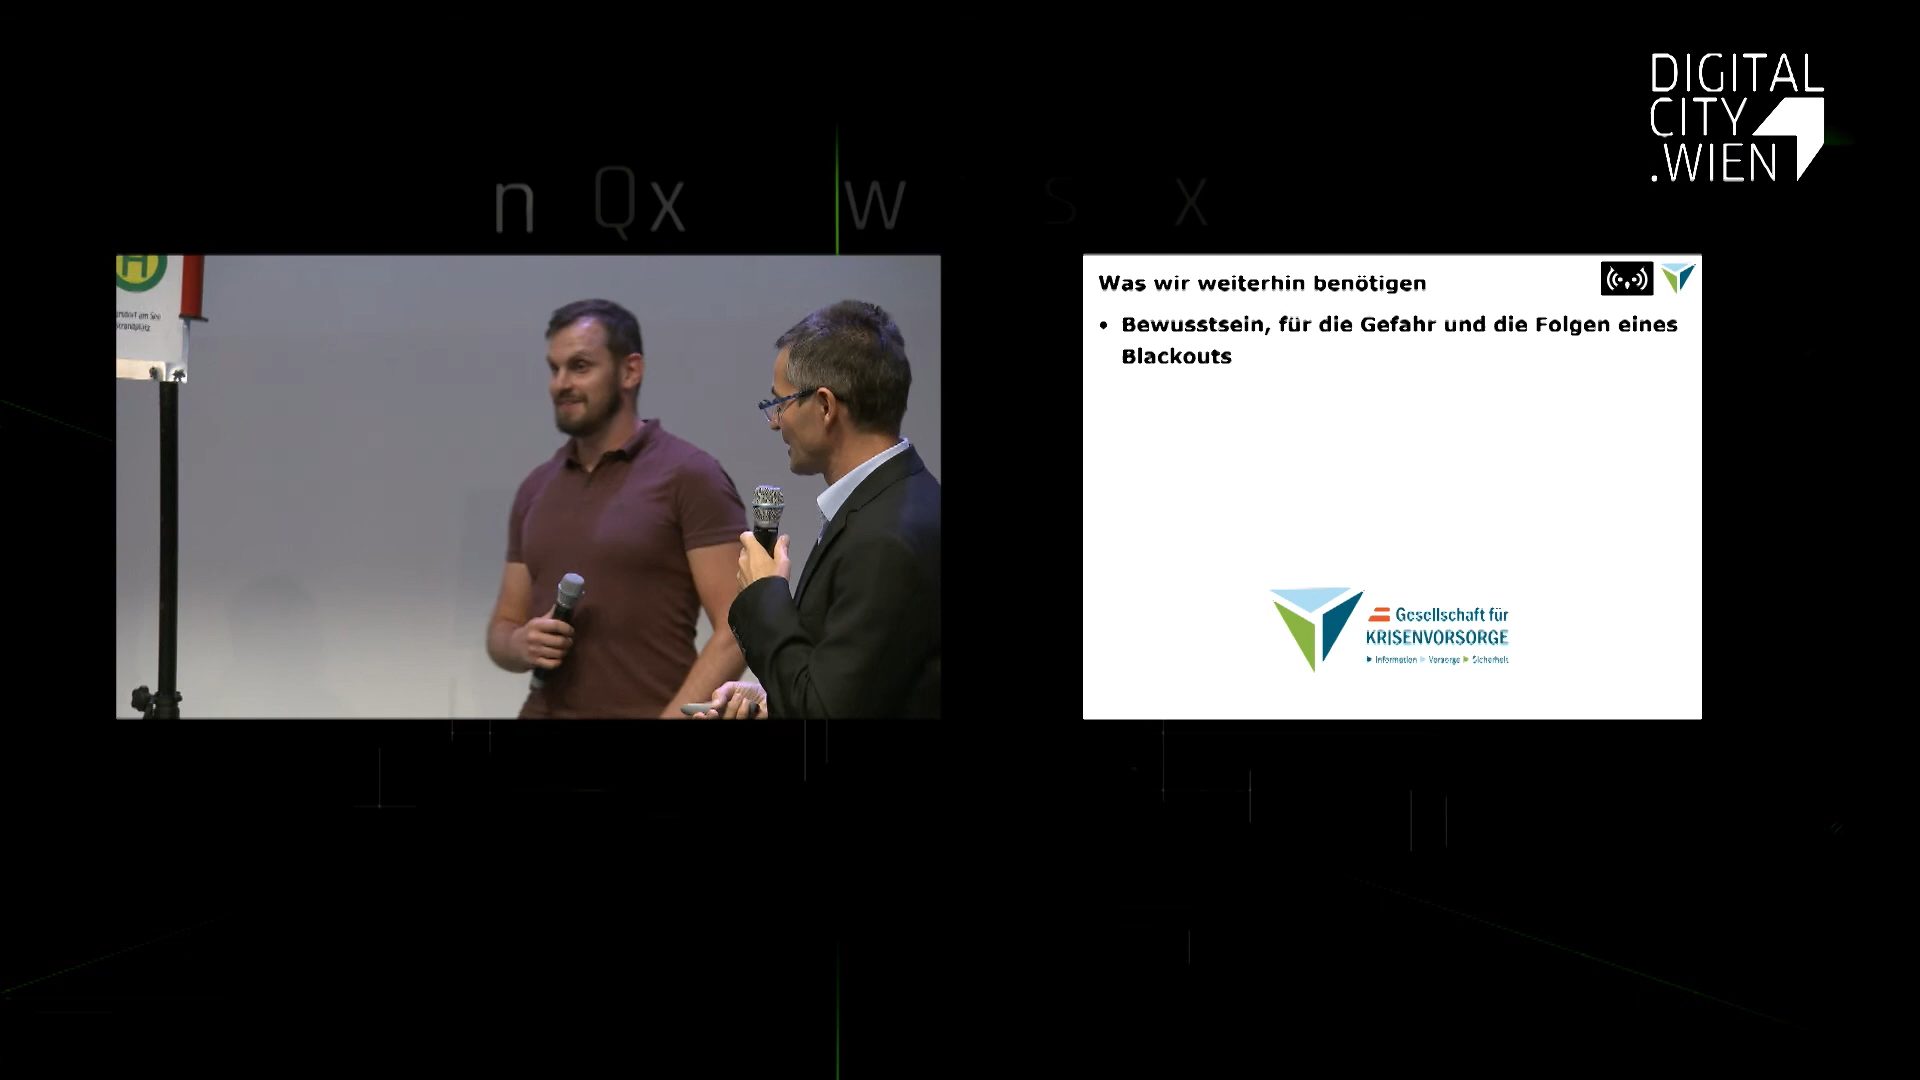 DIGITAL
CITY
.WIEN
n Qx w S X
H
Was wir weiterhin benötigen
• Bewusstsein, für die Gefahr und die Folgen eines
Blackouts
Gesellschaft für
KRISENVORSORGE
Information Vorsorge Sicherheit